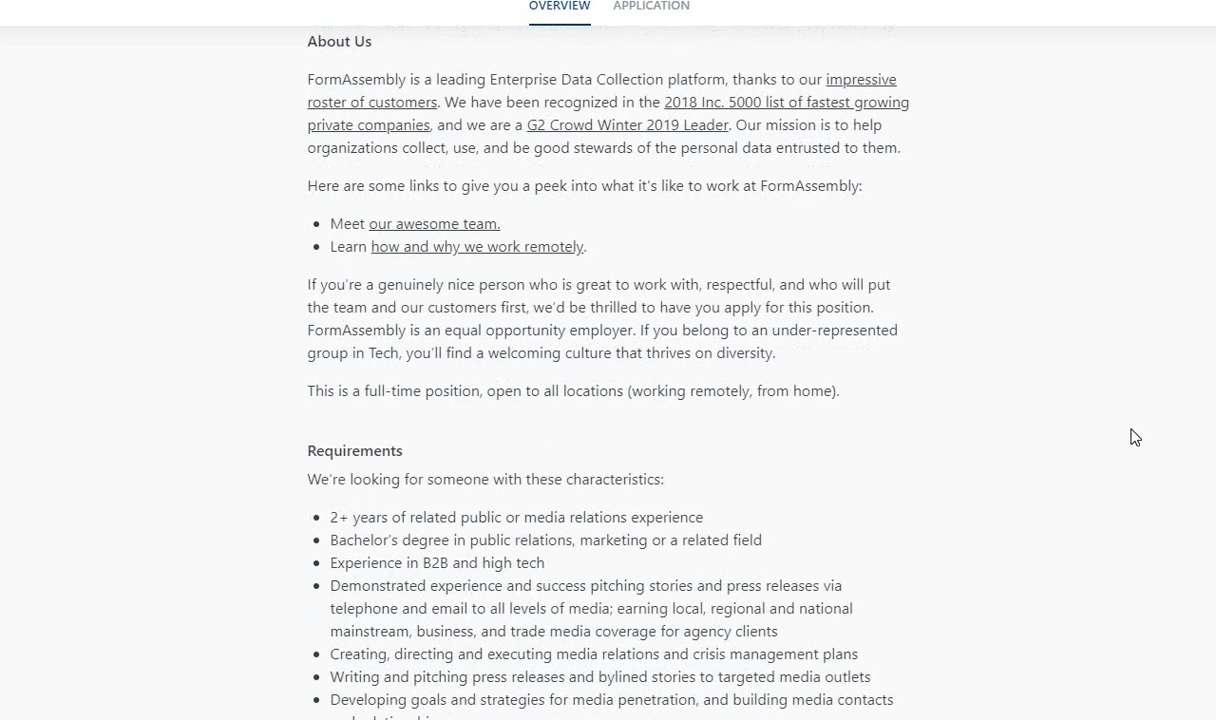 OVERVIEW APPLICATION
About Us
FormAssembly is a leading Enterprise Data Collection platform, thanks to our impressive
roster of customers. We have been recognized in the 2018 Inc. 5000 list of fastest growing
private companies, and we are a G2 Crowd Winter 2019 Leader. Our mission is to help
organizations collect, use, and be good stewards of the personal data entrusted to them.
Here are some links to give you a peek into what it's like to work at FormAssembly:
• Meet our awesome team.
• Learn how and why we work remotely.
If you're a genuinely nice person who is great to work with, respectful, and who will put
the team and our customers first, we'd be thrilled to have you apply for this position.
FormAssembly is an equal opportunity employer. If you belong to an under-represented
group in Tech, you'll find a welcoming culture that thrives on diversity.
This is a full-time position, open to all locations (working remotely, from home).
Requirements
We're looking for someone with these characteristics:
• 2+ years of related public or media relations experience
• Bachelor's degree in public relations, marketing or a related field
• Experience in B2B and high tech
• Demonstrated experience and success pitching stories and press releases via
telephone and email to all levels of media; earning local, regional and national
mainstream, business, and trade media coverage for agency clients
• Creating, directing and executing media relations and crisis management plans
• Writing and pitching press releases and bylined stories to targeted media outlets
• Developing goals and strategies for media penetration, and building media contacts